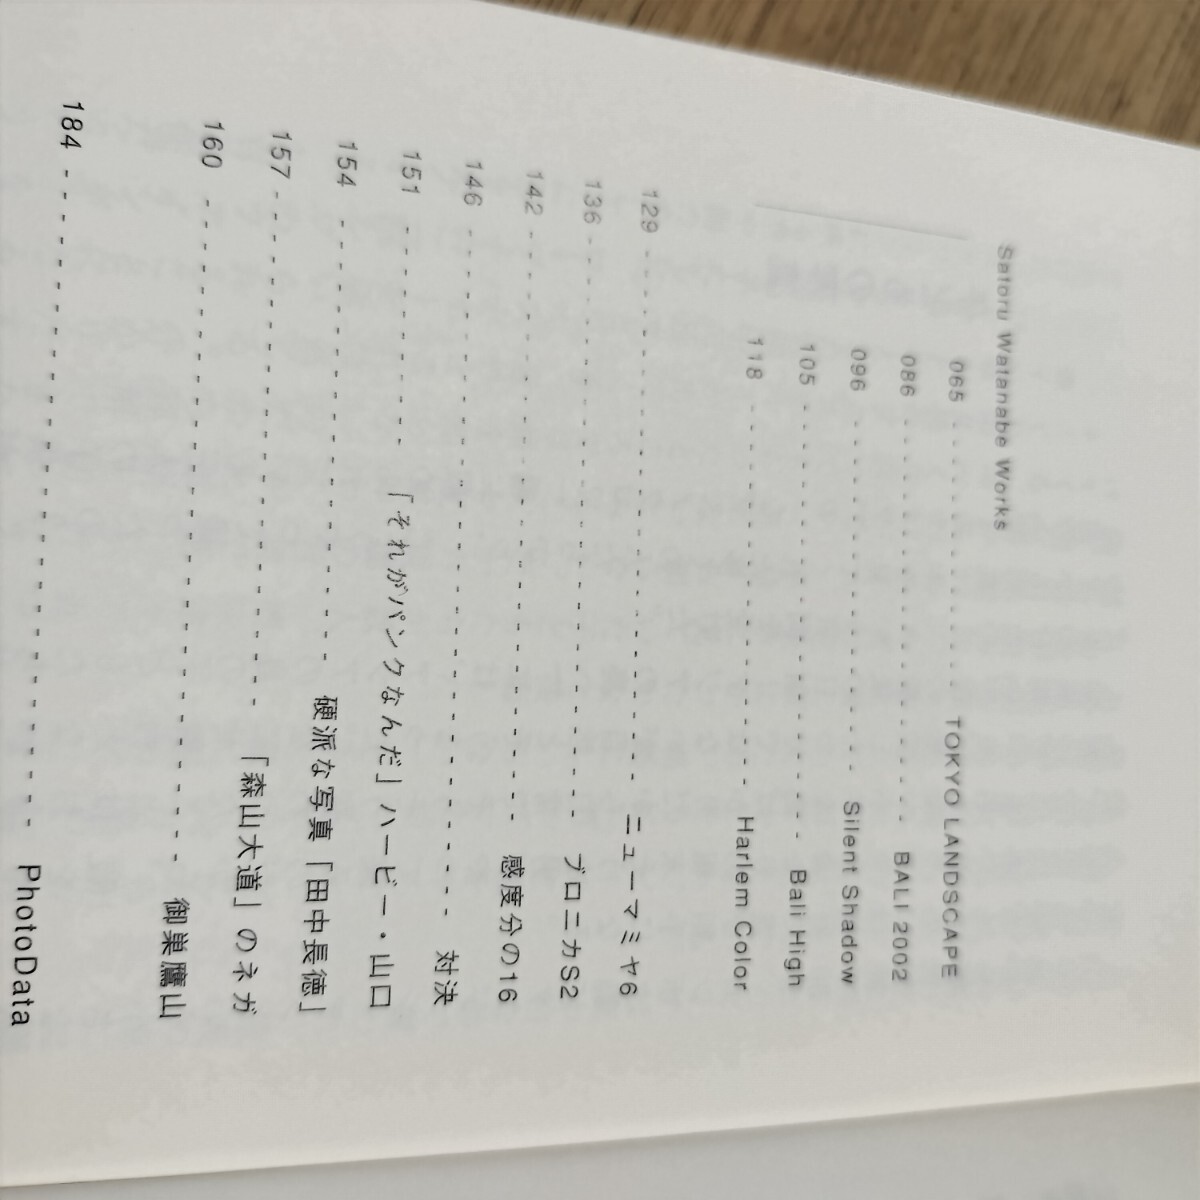 Satoru Watanabe Works
065 TOKYO LANDSCAPE
086 BALI 2002
096 Silent Shadow
105 Bali High
118 Harlem Color
129 ニューマミヤ6
136 ブロニカS2
142 感度分の16
146 対決
151 「それがパンクなんだ」ハービー・山口
154 硬派な写真「田中長徳」
157 「森山大道」のネガ
160 御巣鷹山
184 PhotoData